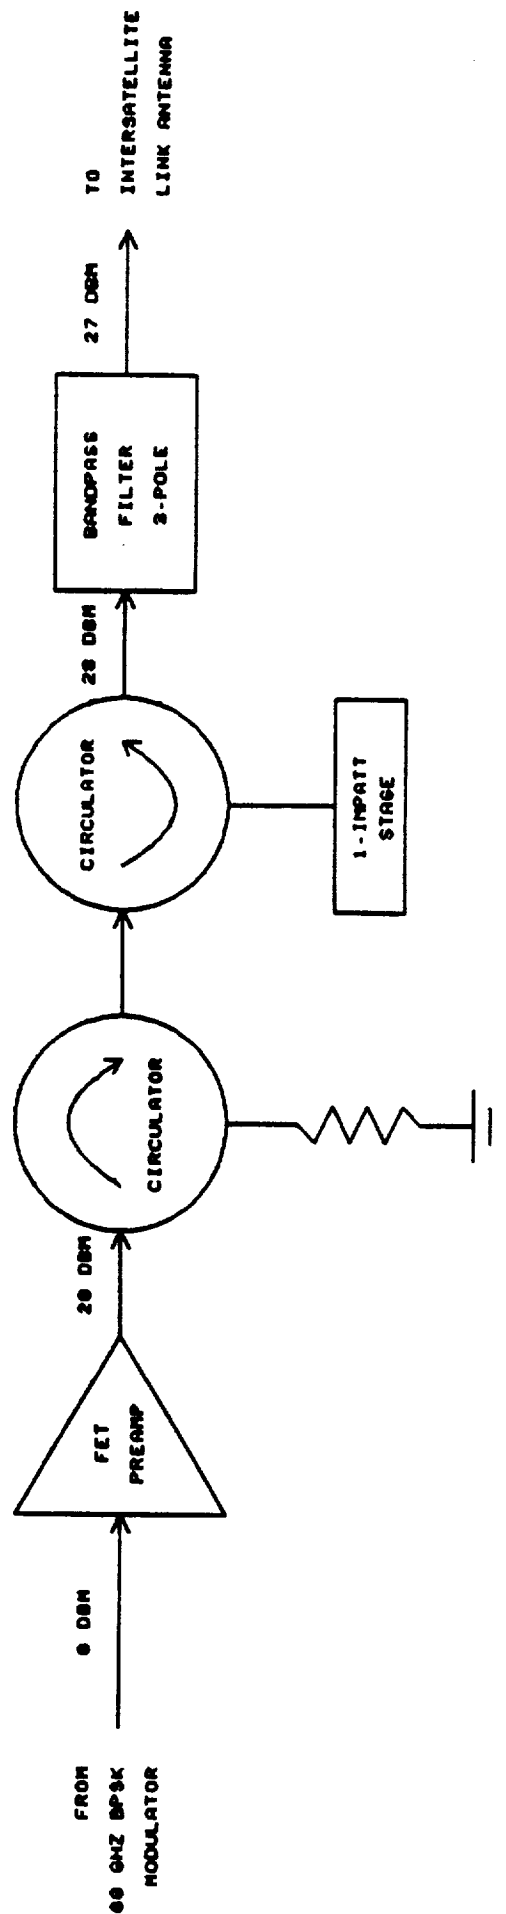 FROM
60 GHZ BPSK
MODULATOR
0 DBM
FET
PREAMP
20 DBM
CIRCULATOR
CIRCULATOR
1-IMPATT
STAGE
28 DBM
BANDPASS
FILTER
3-POLE
27 DBM
TO
INTERSATELLITE
LINK ANTENNA